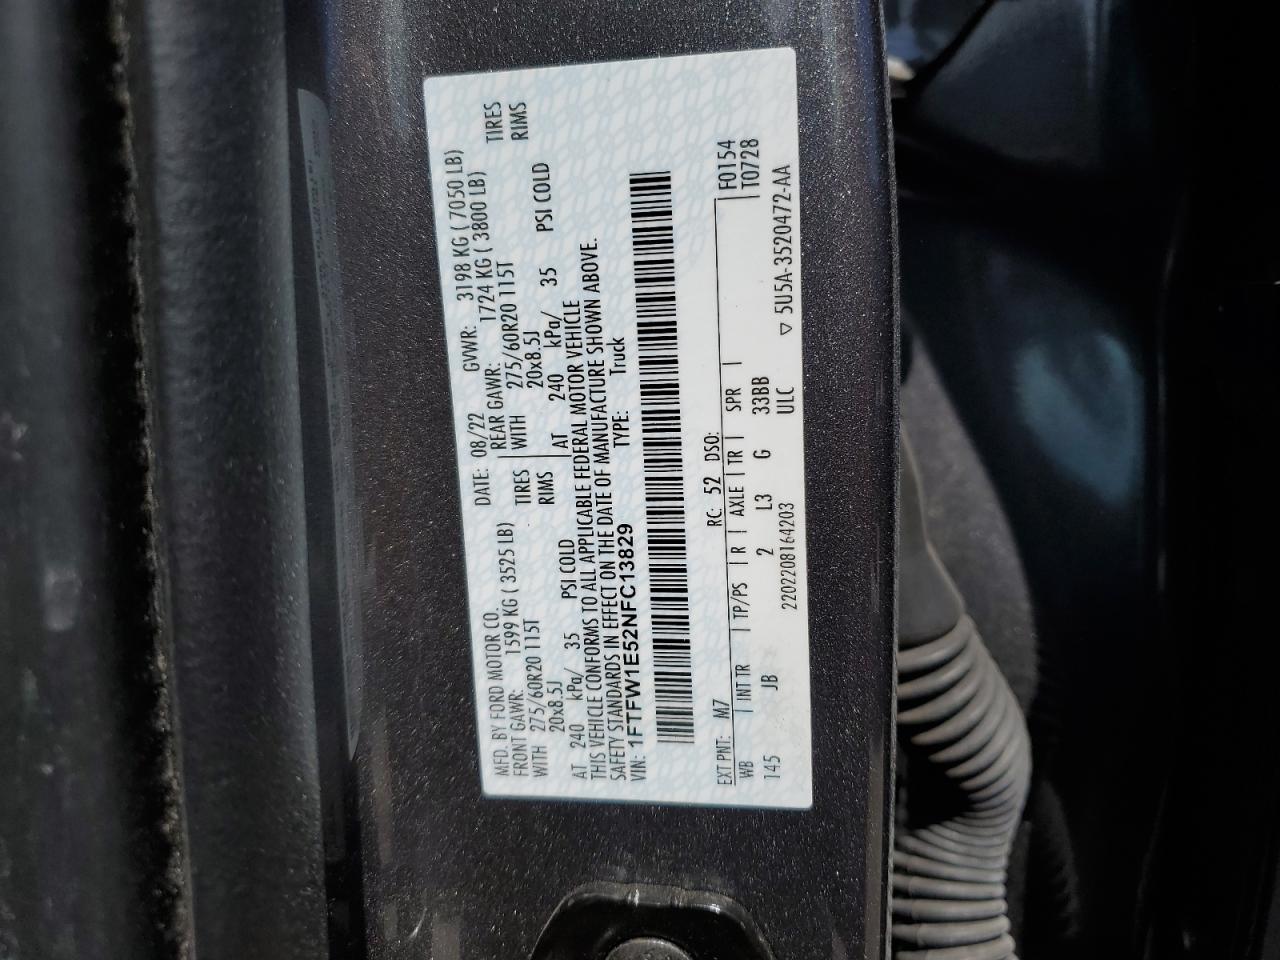 MFD. BY FORD MOTOR CO. DATE: 08/22 GVWR: 3198 KG ( 7050 LB)
FRONT GAWR: 1599 KG ( 3525 LB) REAR GAWR: 1724 KG ( 3800 LB)
WITH 275/60R20 115T TIRES WITH 275/60R20 115T TIRES
20x8.5J RIMS 20x8.5J RIMS
AT 240 kPa/ 35 PSI COLD AT 240 kPa/ 35 PSI COLD
THIS VEHICLE CONFORMS TO ALL APPLICABLE FEDERAL MOTOR VEHICLE
SAFETY STANDARDS IN EFFECT ON THE DATE OF MANUFACTURE SHOWN ABOVE.
VIN: 1FTFW1E52NFC13829 TYPE: Truck
F0154
T0728
EXT PNT: M7 RC: 52 DSO:
WB INT TR TP/PS R AXLE TR SPR
145 JB 2 L3 G 33BB
2202208164203 ULC ▽ 5U5A-3520472-AA